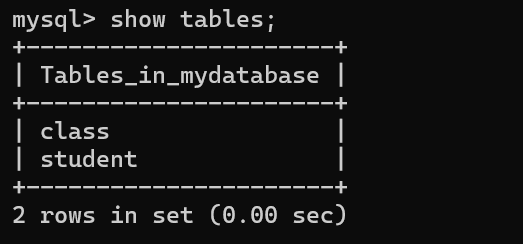 mysql> show tables;
+----------------------+
| Tables_in_mydatabase |
+----------------------+
| class                |
| student              |
+----------------------+
2 rows in set (0.00 sec)